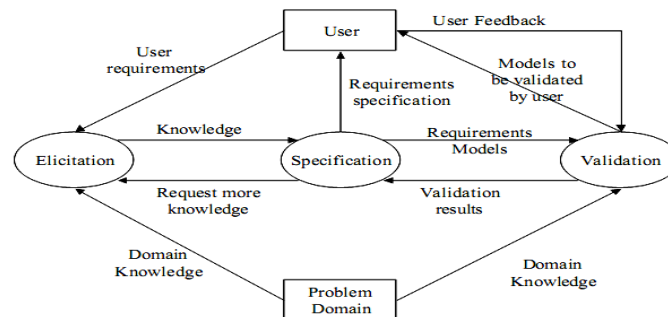 User
User Feedback
User
requirements
Models to
be validated
by user
Requirements
specification
Knowledge
Requirements
Models
Elicitation
Specification
Validation
Request more
knowledge
Validation
results
Domain
Knowledge
Domain
Knowledge
Problem
Domain